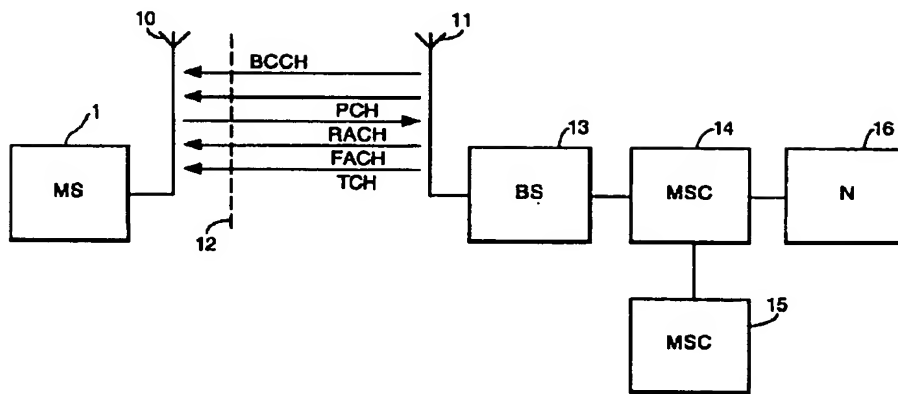 10
11
BCCH
PCH
RACH
FACH
TCH
1
MS
12
13
BS
14
MSC
16
N
15
MSC